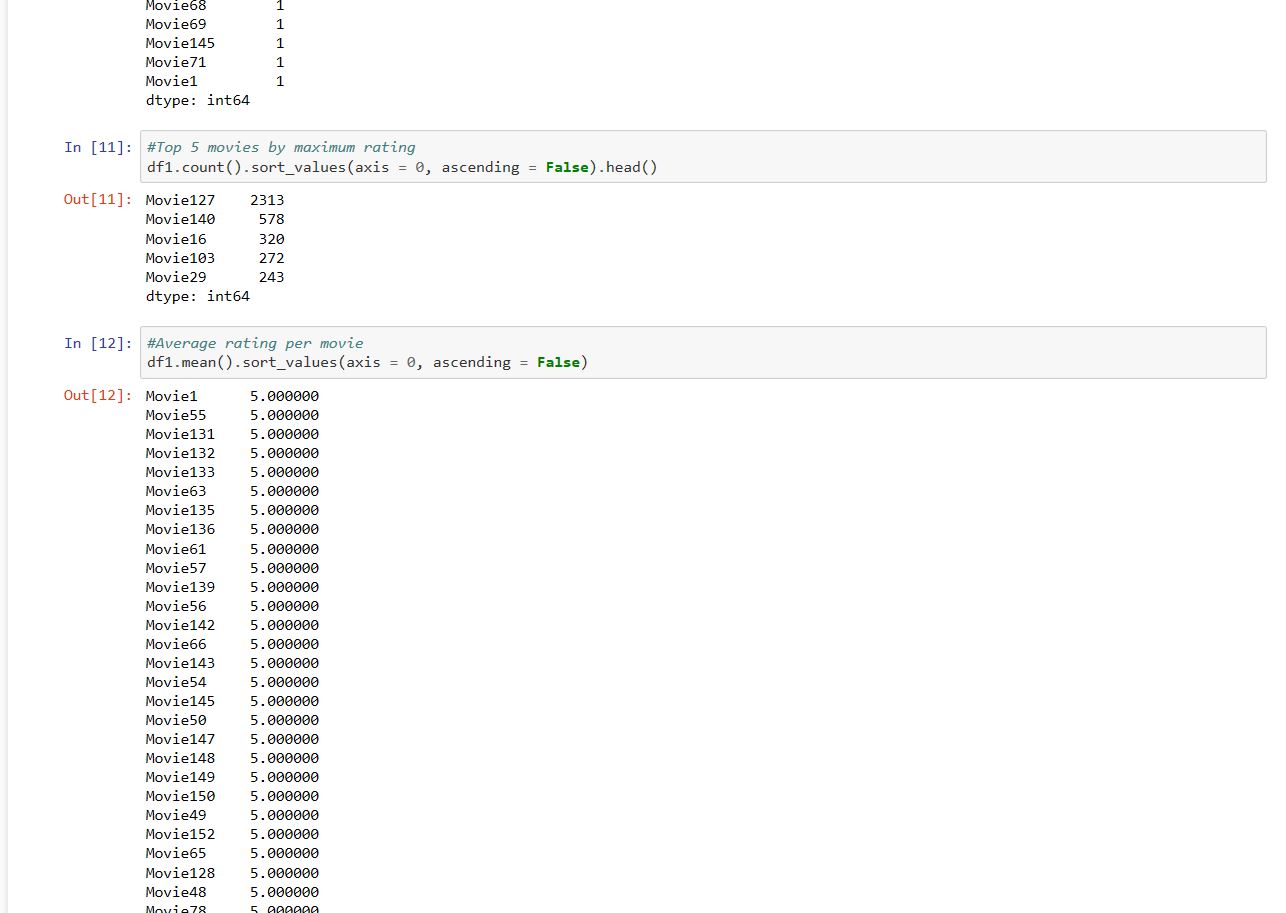 Movie68        1
Movie69        1
Movie145       1
Movie71        1
Movie1         1
dtype: int64
In [11]: #Top 5 movies by maximum rating
df1.count().sort_values(axis = 0, ascending = False).head()
Out[11]: Movie127    2313
Movie140     578
Movie16      320
Movie103     272
Movie29      243
dtype: int64
In [12]: #Average rating per movie
df1.mean().sort_values(axis = 0, ascending = False)
Out[12]: Movie1      5.000000
Movie55     5.000000
Movie131    5.000000
Movie132    5.000000
Movie133    5.000000
Movie63     5.000000
Movie135    5.000000
Movie136    5.000000
Movie61     5.000000
Movie57     5.000000
Movie139    5.000000
Movie56     5.000000
Movie142    5.000000
Movie66     5.000000
Movie143    5.000000
Movie54     5.000000
Movie145    5.000000
Movie50     5.000000
Movie147    5.000000
Movie148    5.000000
Movie149    5.000000
Movie150    5.000000
Movie49     5.000000
Movie152    5.000000
Movie65     5.000000
Movie128    5.000000
Movie48     5.000000
Movie78     5.000000